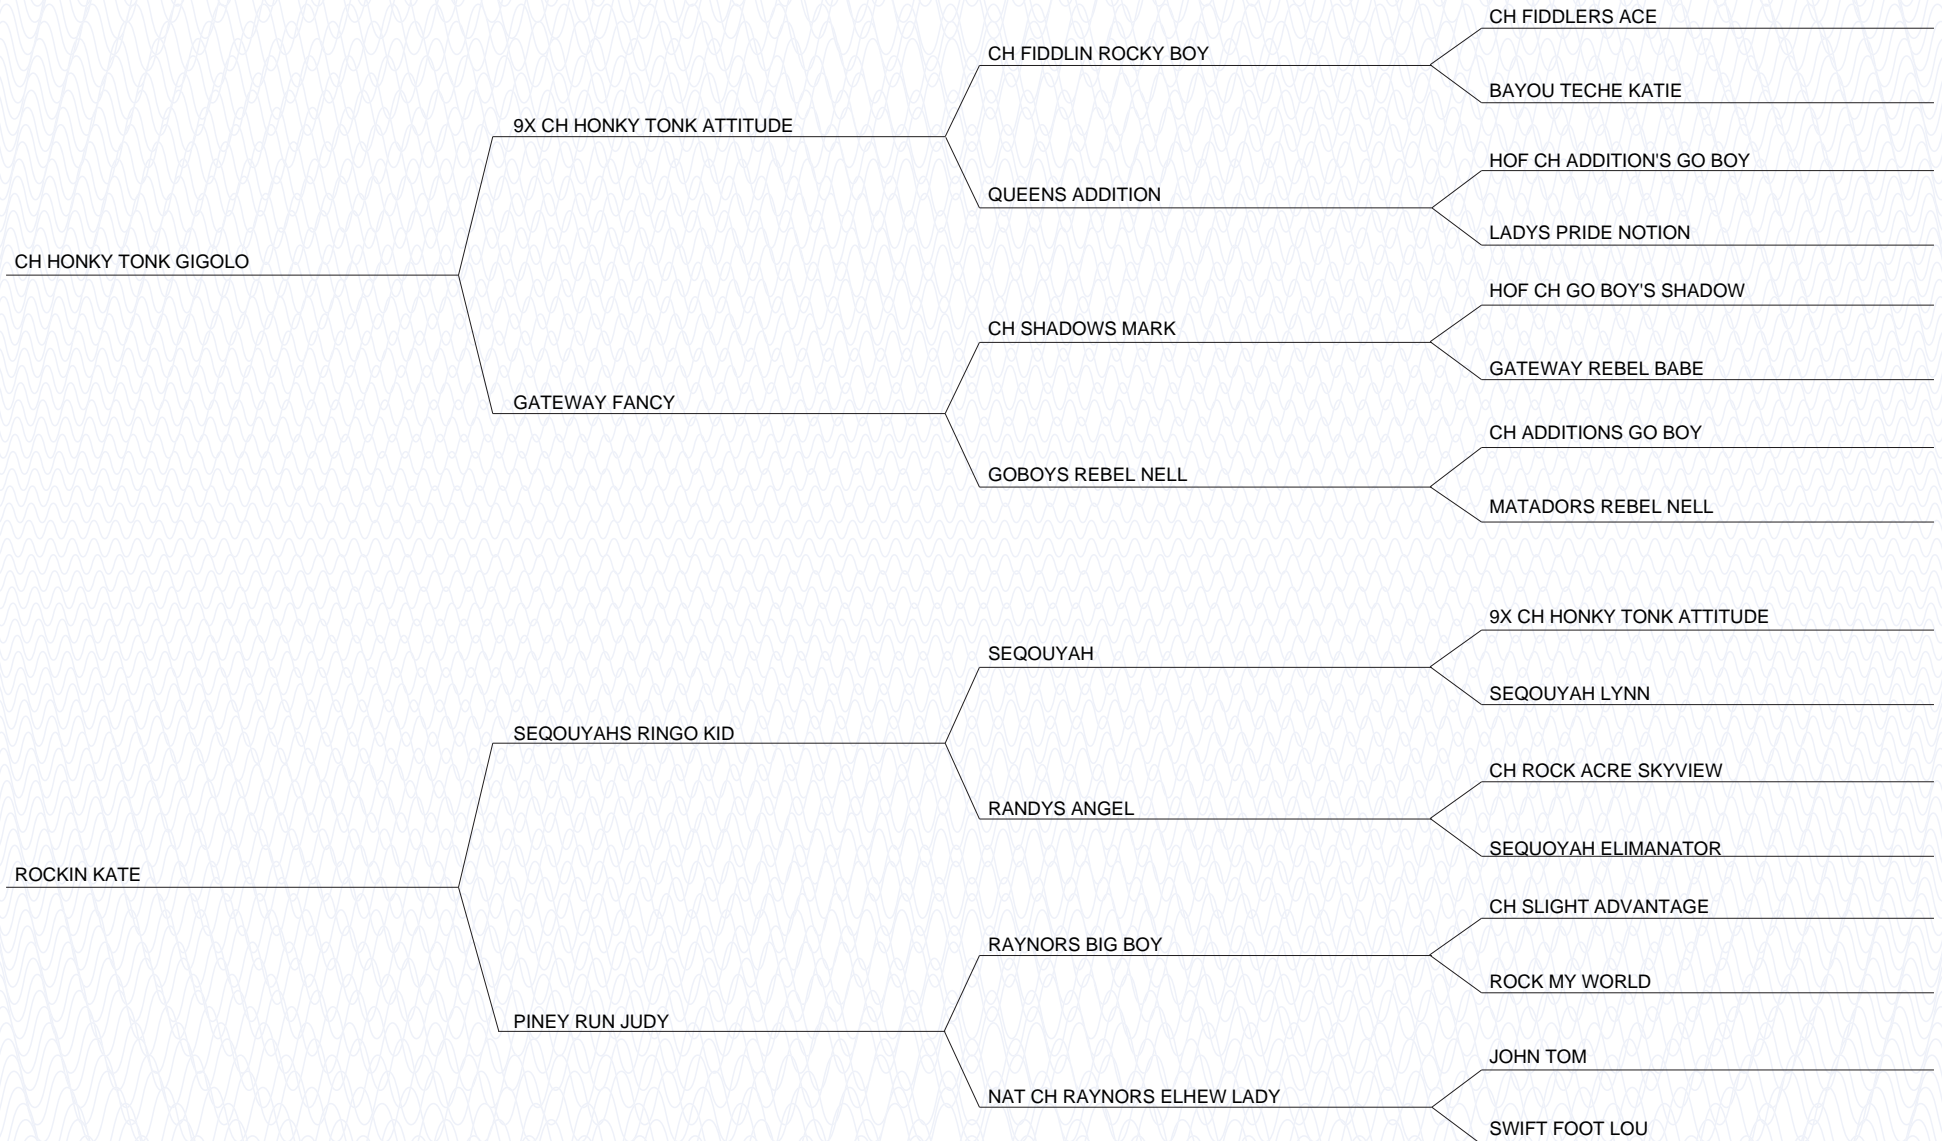 CH FIDDLERS ACE
CH FIDDLIN ROCKY BOY
BAYOU TECHE KATIE
9X CH HONKY TONK ATTITUDE
HOF CH ADDITION'S GO BOY
QUEENS ADDITION
LADYS PRIDE NOTION
CH HONKY TONK GIGOLO
HOF CH GO BOY'S SHADOW
CH SHADOWS MARK
GATEWAY REBEL BABE
GATEWAY FANCY
CH ADDITIONS GO BOY
GOBOYS REBEL NELL
MATADORS REBEL NELL
9X CH HONKY TONK ATTITUDE
SEQOUYAH
SEQOUYAH LYNN
SEQOUYAHS RINGO KID
CH ROCK ACRE SKYVIEW
RANDYS ANGEL
SEQUOYAH ELIMANATOR
ROCKIN KATE
CH SLIGHT ADVANTAGE
RAYNORS BIG BOY
ROCK MY WORLD
PINEY RUN JUDY
JOHN TOM
NAT CH RAYNORS ELHEW LADY
SWIFT FOOT LOU